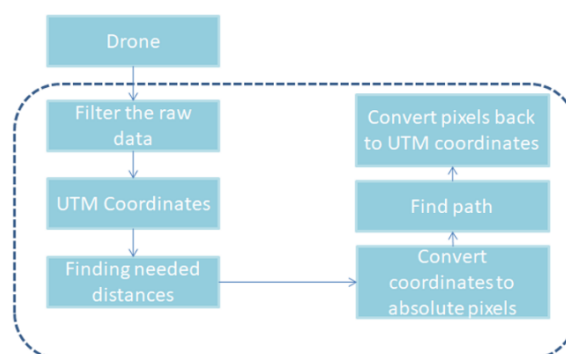 Drone
Filter the raw
data
UTM Coordinates
Finding needed
distances
Convert pixels back
to UTM coordinates
Find path
Convert
coordinates to
absolute pixels